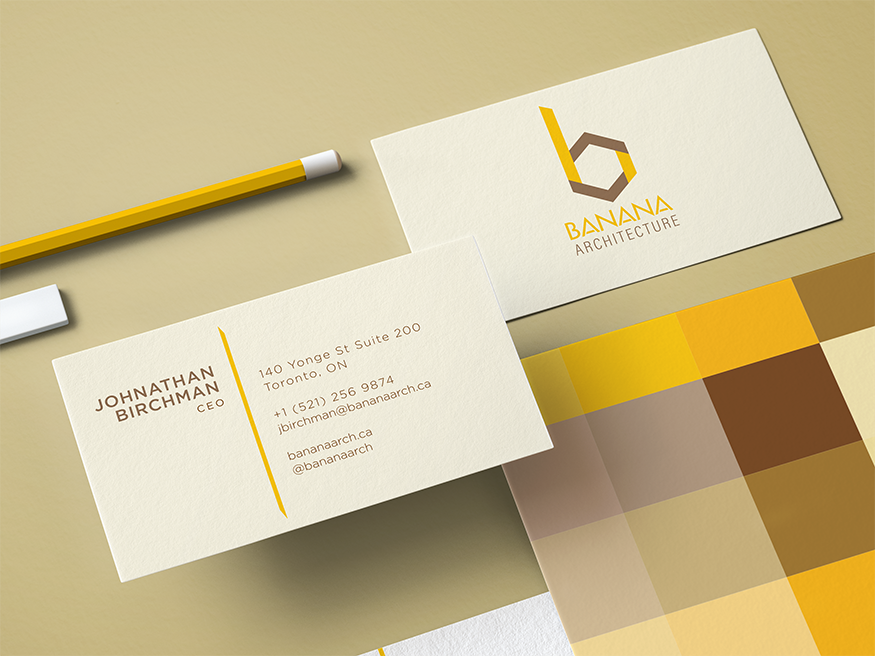 b
BANANA
ARCHITECTURE
JOHNATHAN
BIRCHMAN
CEO
140 Yonge St Suite 200
Toronto, ON
+1 (521) 256 9874
jbirchman@bananaarch.ca
bananaarch.ca
@bananaarch